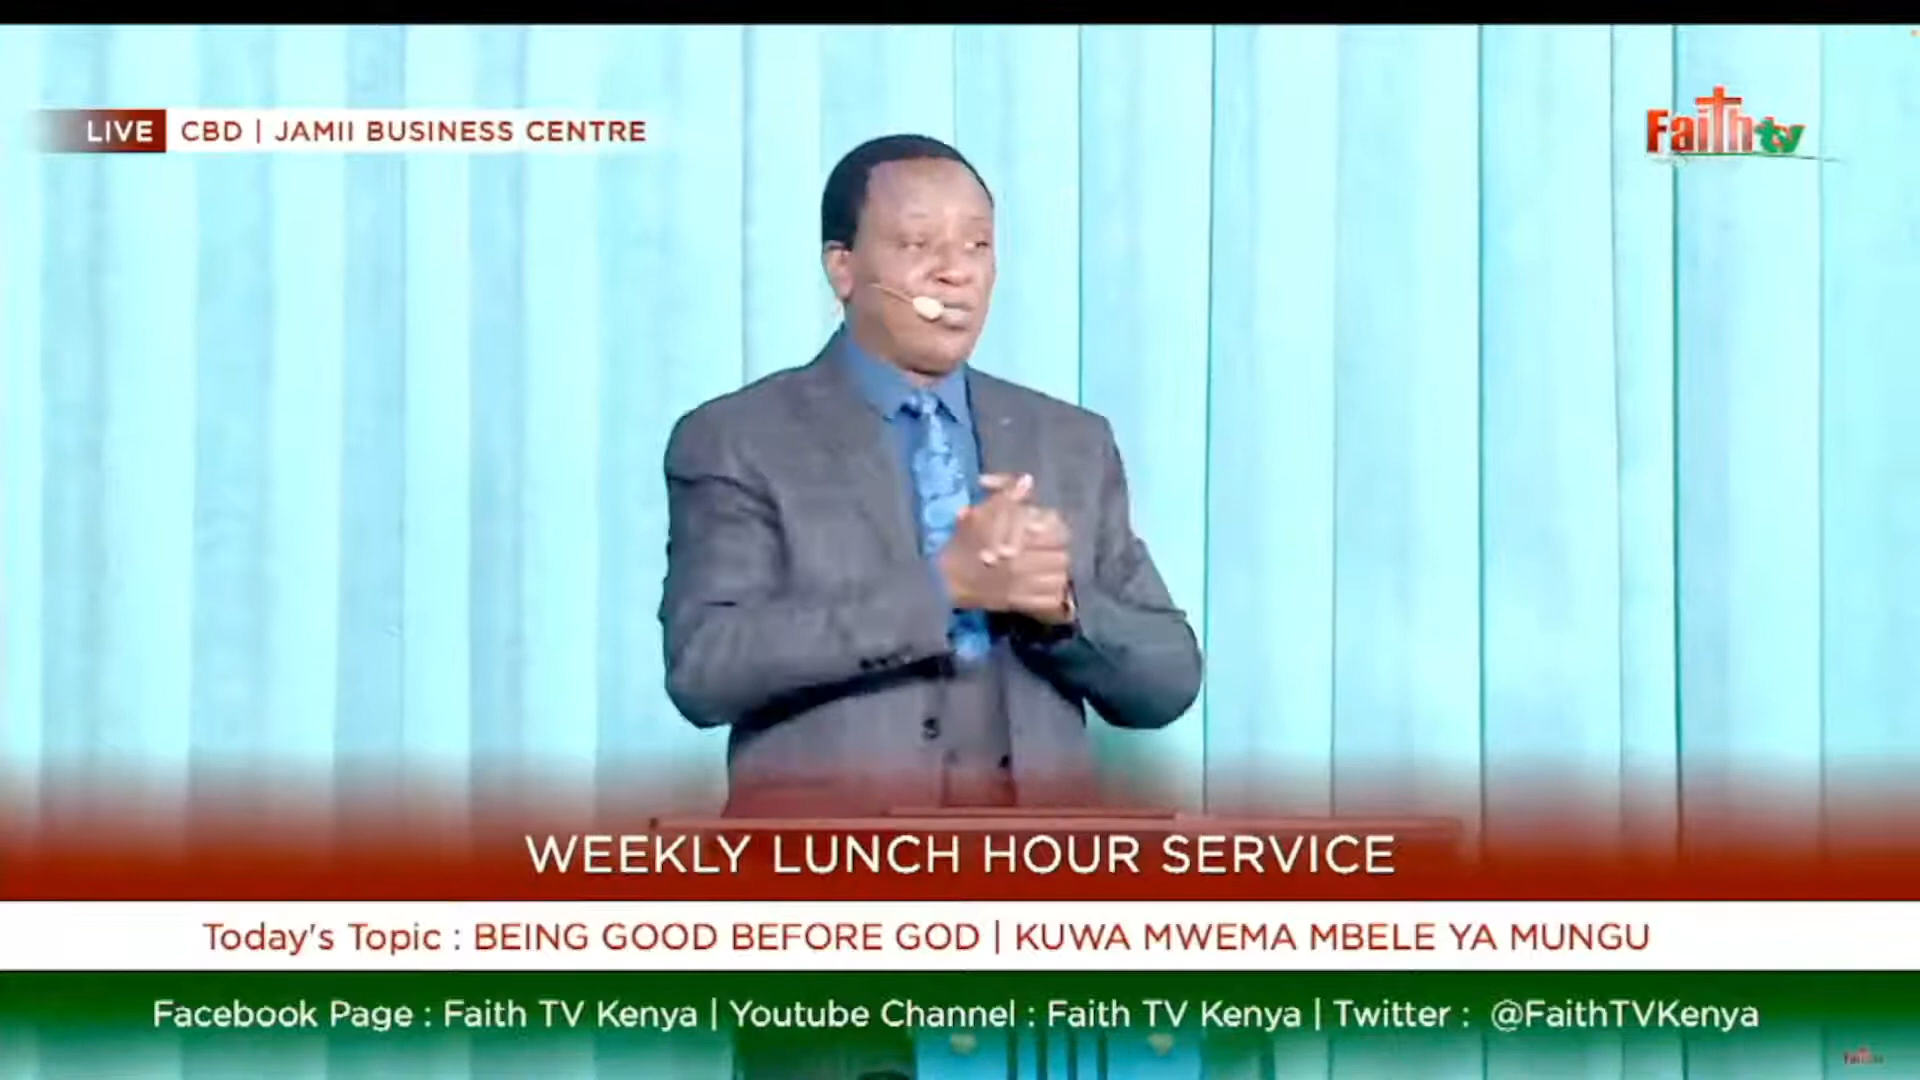 LIVE CBD | JAMII BUSINESS CENTRE
Faith tv
WEEKLY LUNCH HOUR SERVICE
Today's Topic : BEING GOOD BEFORE GOD | KUWA MWEMA MBELE YA MUNGU
Facebook Page : Faith TV Kenya | Youtube Channel : Faith TV Kenya | Twitter : @FaithTVKenya